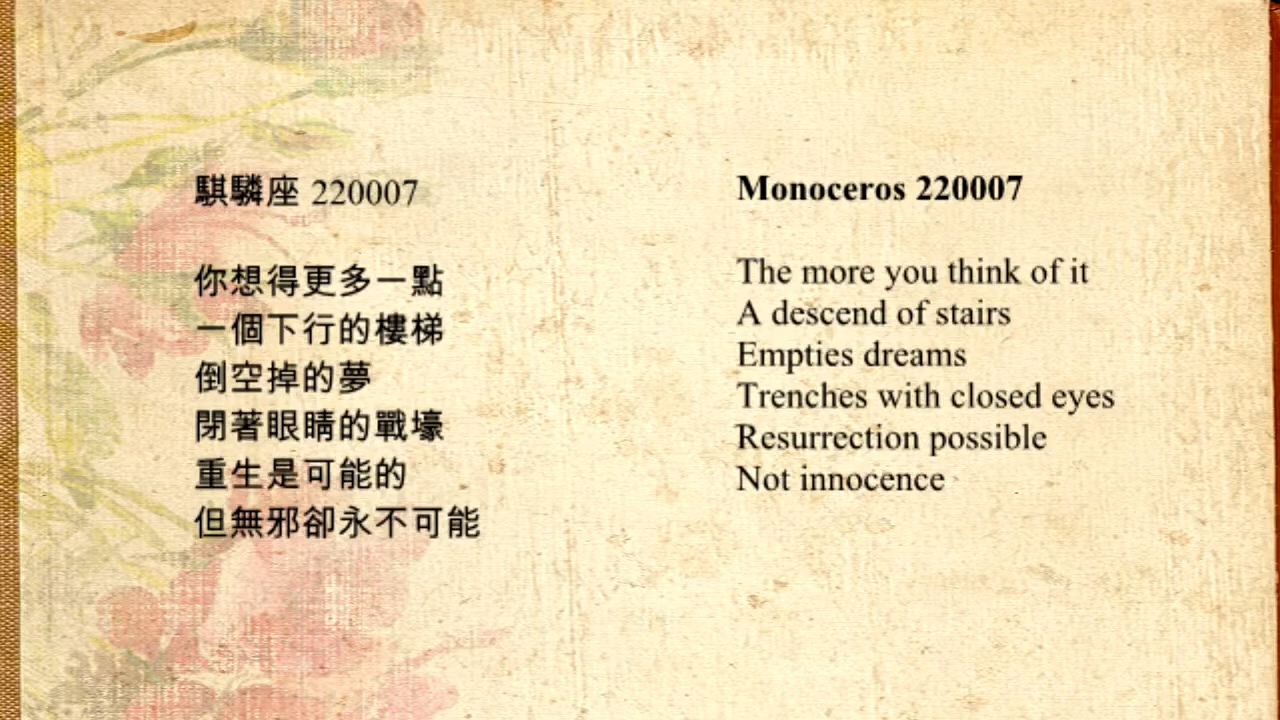 騏驎座 220007
你想得更多一點
一個下行的樓梯
倒空掉的夢
閉著眼睛的戰壕
重生是可能的
但無邪卻永不可能
Monoceros 220007
The more you think of it
A descend of stairs
Empties dreams
Trenches with closed eyes
Resurrection possible
Not innocence